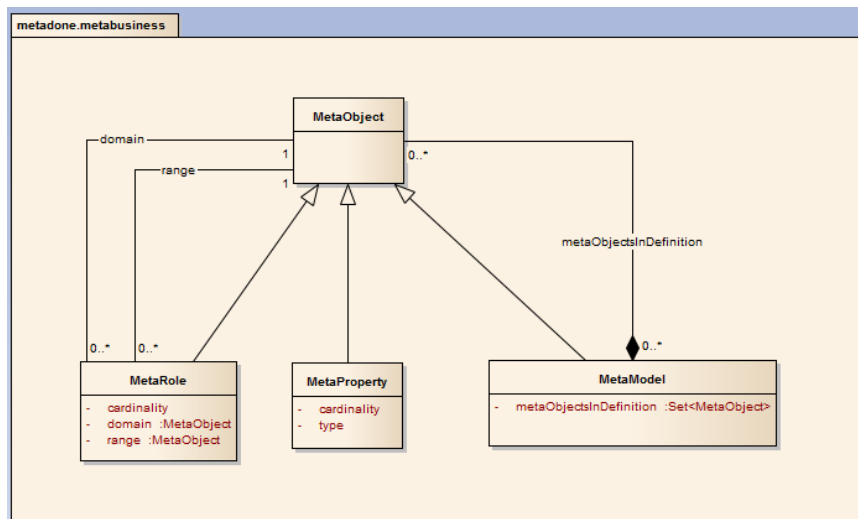 metadone.metabusiness
MetaObject
domain
1
0..*
range
1
metaObjectsInDefinition
0..*
0..*
0..*
MetaRole
- cardinality
- domain :MetaObject
- range :MetaObject
MetaProperty
- cardinality
- type
MetaModel
- metaObjectsInDefinition :Set<MetaObject>